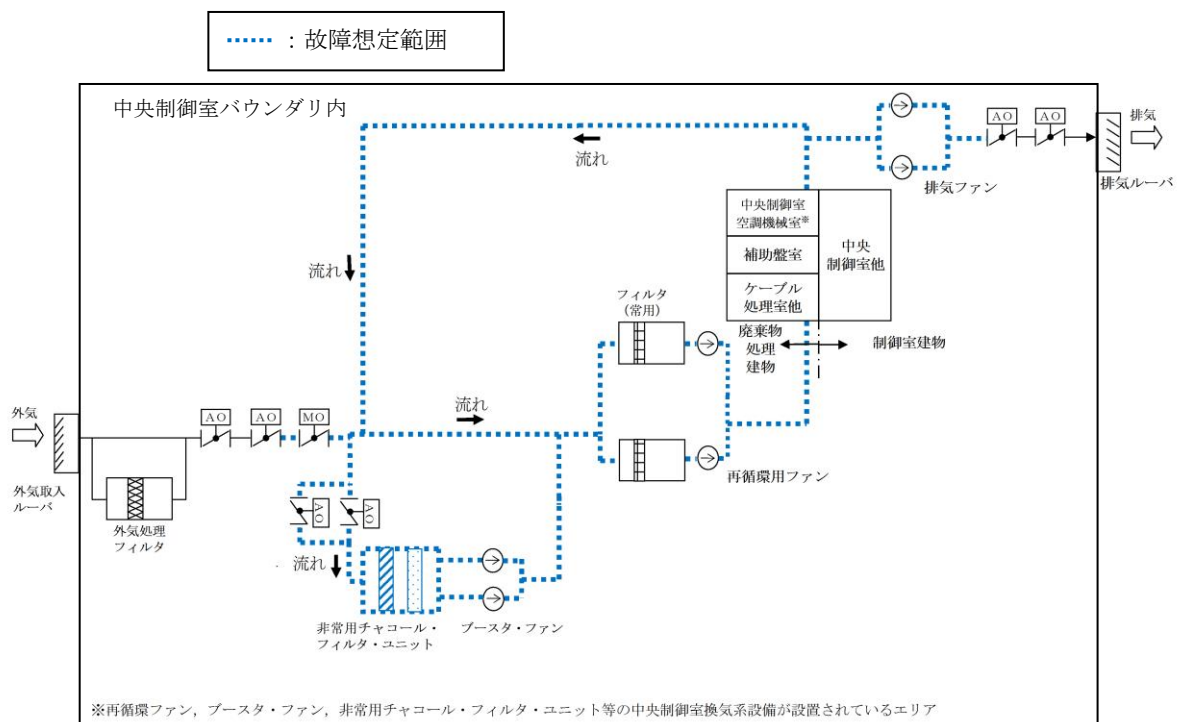 ：故障想定範囲
中央制御室バウンダリ内
AO
AO
排気
流れ
排気ファン
排気ルーバ
中央制御室
空調機械室※
補助盤室
ケーブル
処理室他
中央
制御室他
流れ
フィルタ
(常用)
廃棄物
処理
建物
制御室建物
外気
AO
AO
MO
流れ
外気取入
ルーバ
外気処理
フィルタ
再循環用ファン
AO
AO
流れ
非常用チャコール・
フィルタ・ユニット
ブースタ・ファン
※再循環ファン，ブースタ・ファン，非常用チャコール・フィルタ・ユニット等の中央制御室換気系設備が設置されているエリア